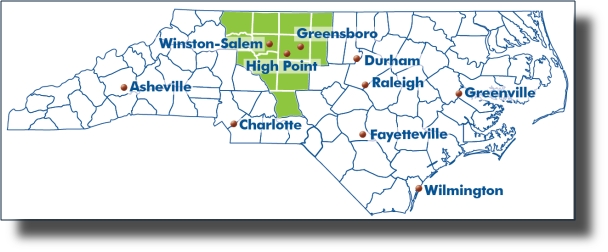 Greensboro
Winston-Salem
High Point
Durham
Asheville
Raleigh
Greenville
Charlotte
Fayetteville
Wilmington